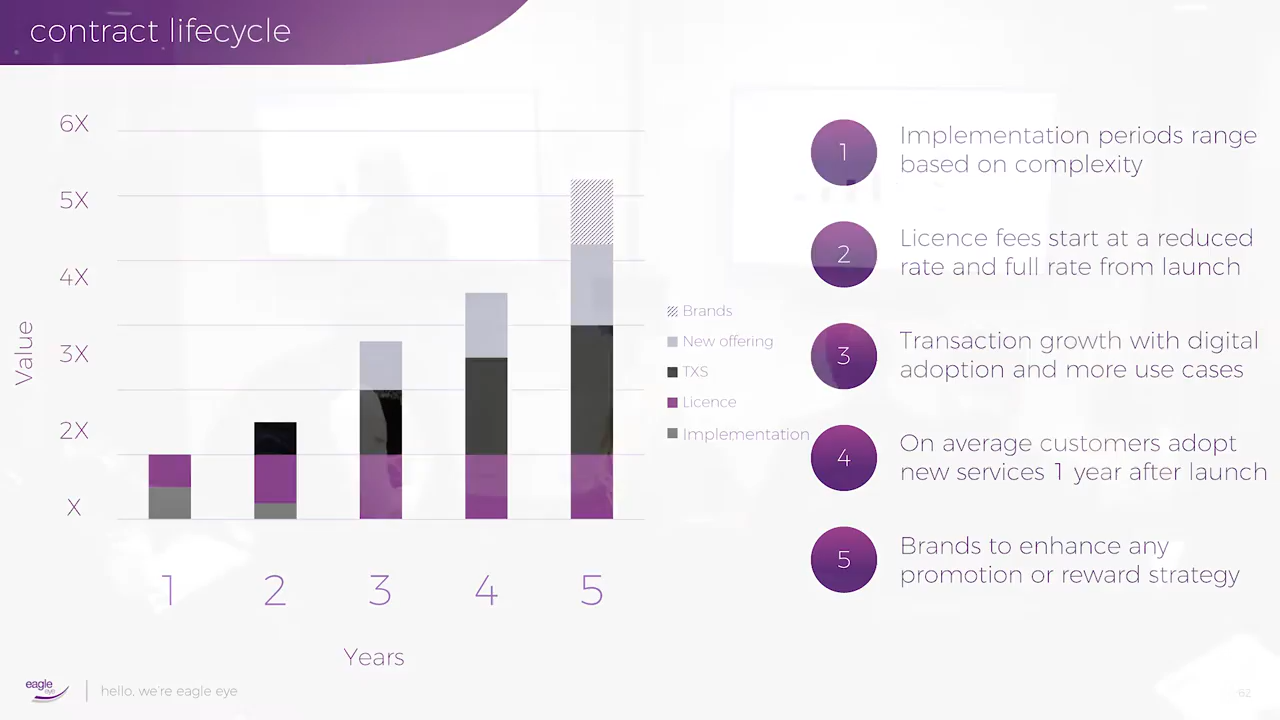 contract lifecycle
6X
5X
4X
3X
2X
X
Value
1
2
3
4
5
Years
Brands
New offering
TXS
Licence
Implementation
1
Implementation periods range
based on complexity
2
Licence fees start at a reduced
rate and full rate from launch
3
Transaction growth with digital
adoption and more use cases
4
On average customers adopt
new services 1 year after launch
5
Brands to enhance any
promotion or reward strategy
eagle
eye
hello, we're eagle eye
62